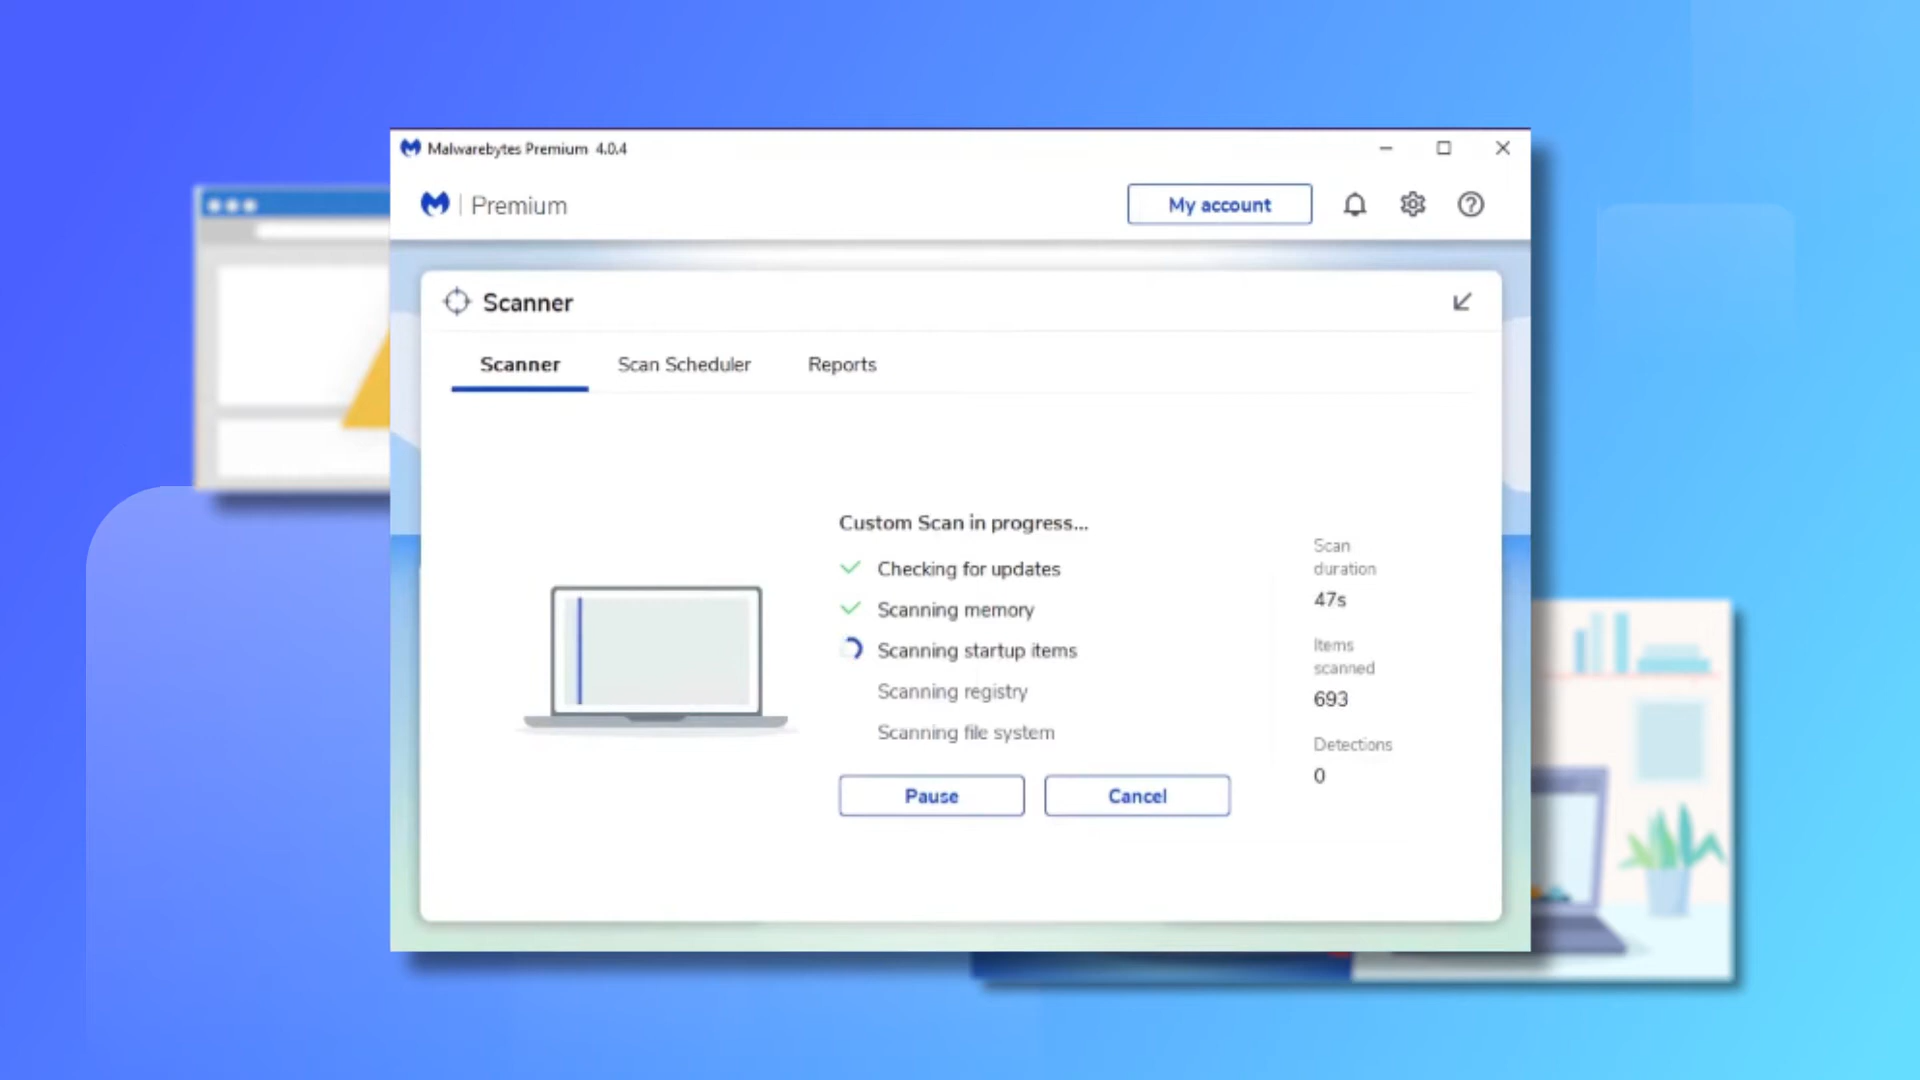 Malwarebytes Premium 4.0.4
Premium
My account
Scanner
Scanner
Scan Scheduler
Reports
Custom Scan in progress...
Checking for updates
Scanning memory
Scanning startup items
Scanning registry
Scanning file system
Pause
Cancel
Scan
duration
47s
Items
scanned
693
Detections
0